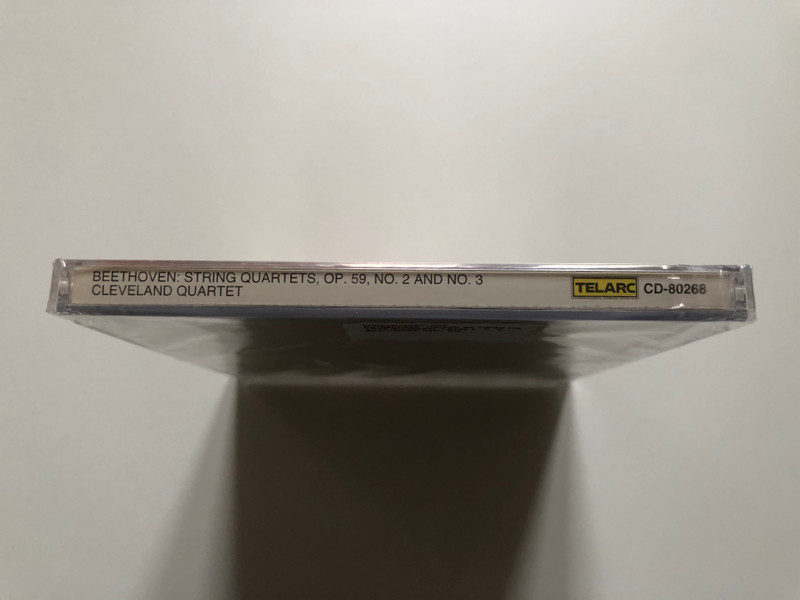 BEETHOVEN: STRING QUARTETS, OP. 59, NO. 2 AND NO. 3
CLEVELAND QUARTET
TELARC CD-80268